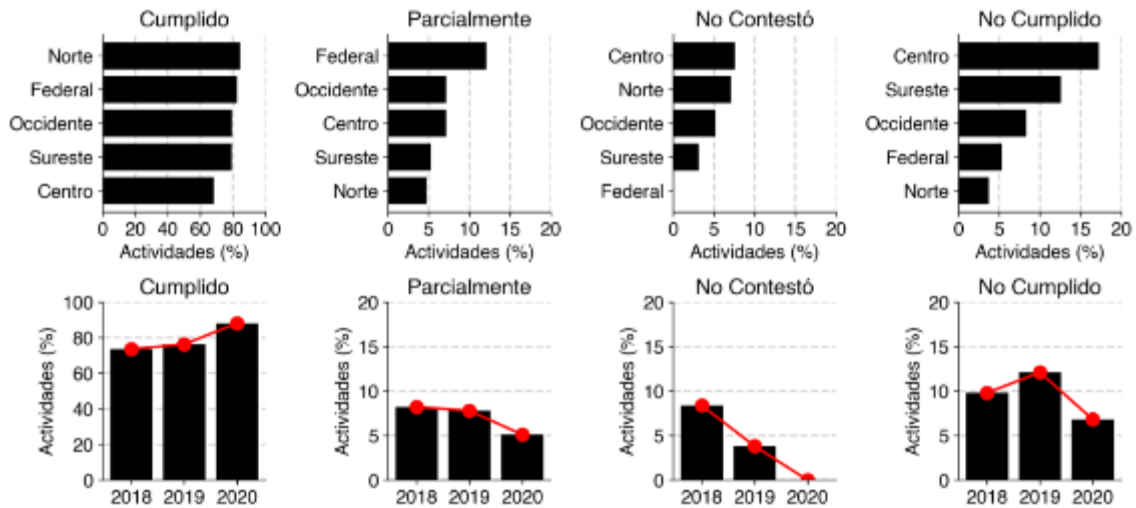 Cumplido
Norte
Federal
Occidente
Sureste
Centro
0 20 40 60 80 100
Actividades (%)
Parcialmente
Federal
Occidente
Centro
Sureste
Norte
0 5 10 15 20
Actividades (%)
No Contestó
Centro
Norte
Occidente
Sureste
Federal
0 5 10 15 20
Actividades (%)
No Cumplido
Centro
Sureste
Occidente
Federal
Norte
0 5 10 15 20
Actividades (%)
Cumplido
Actividades (%)
100
80
60
40
20
0
2018 2019 2020
Parcialmente
Actividades (%)
20
15
10
5
0
2018 2019 2020
No Contestó
Actividades (%)
20
15
10
5
0
2018 2019 2020
No Cumplido
Actividades (%)
20
15
10
5
0
2018 2019 2020